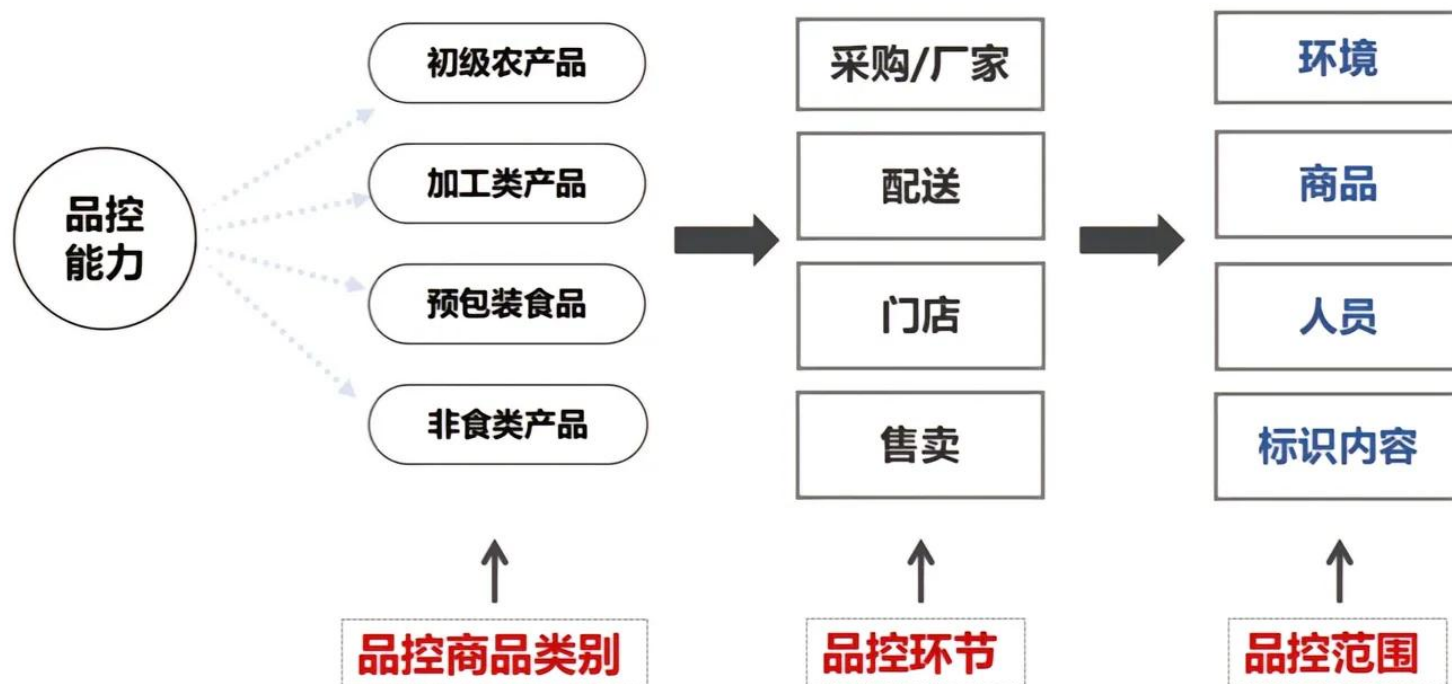 品控
能力
初级农产品
加工类产品
预包装食品
非食类产品
品控商品类别
采购/厂家
配送
门店
售卖
品控环节
环境
商品
人员
标识内容
品控范围